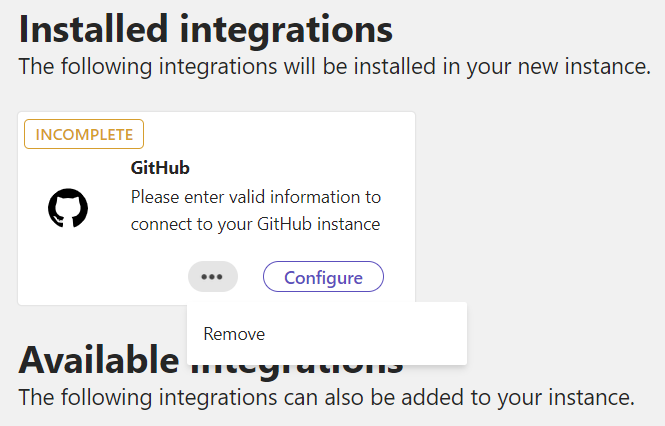 Installed integrations
The following integrations will be installed in your new instance.
INCOMPLETE
GitHub
Please enter valid information to
connect to your GitHub instance
Configure
Remove
Available integrations
The following integrations can also be added to your instance.